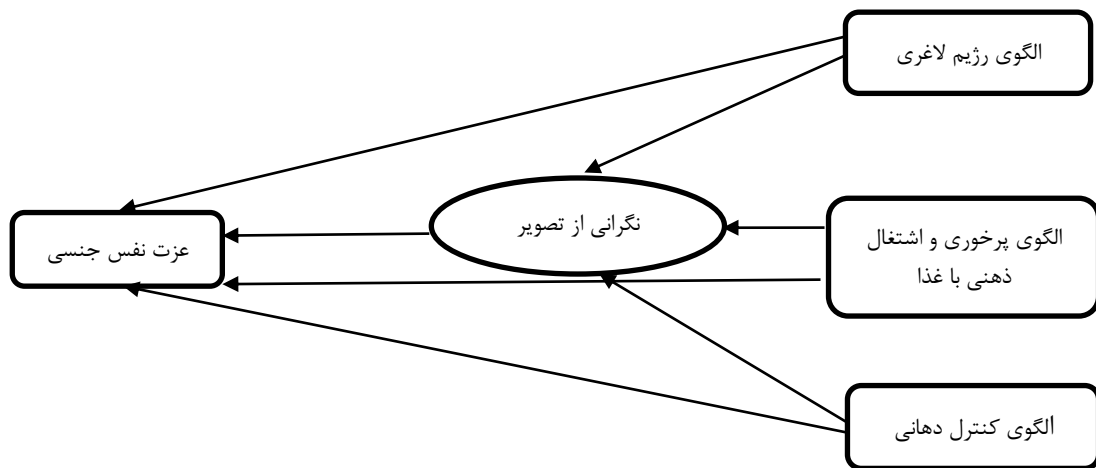 الگوی رژیم لاغری
نگرانی از تصویر
الگوی پرخوری و اشتغال
ذهنی با غذا
عزت نفس جنسی
الگوی کنترل دهانی